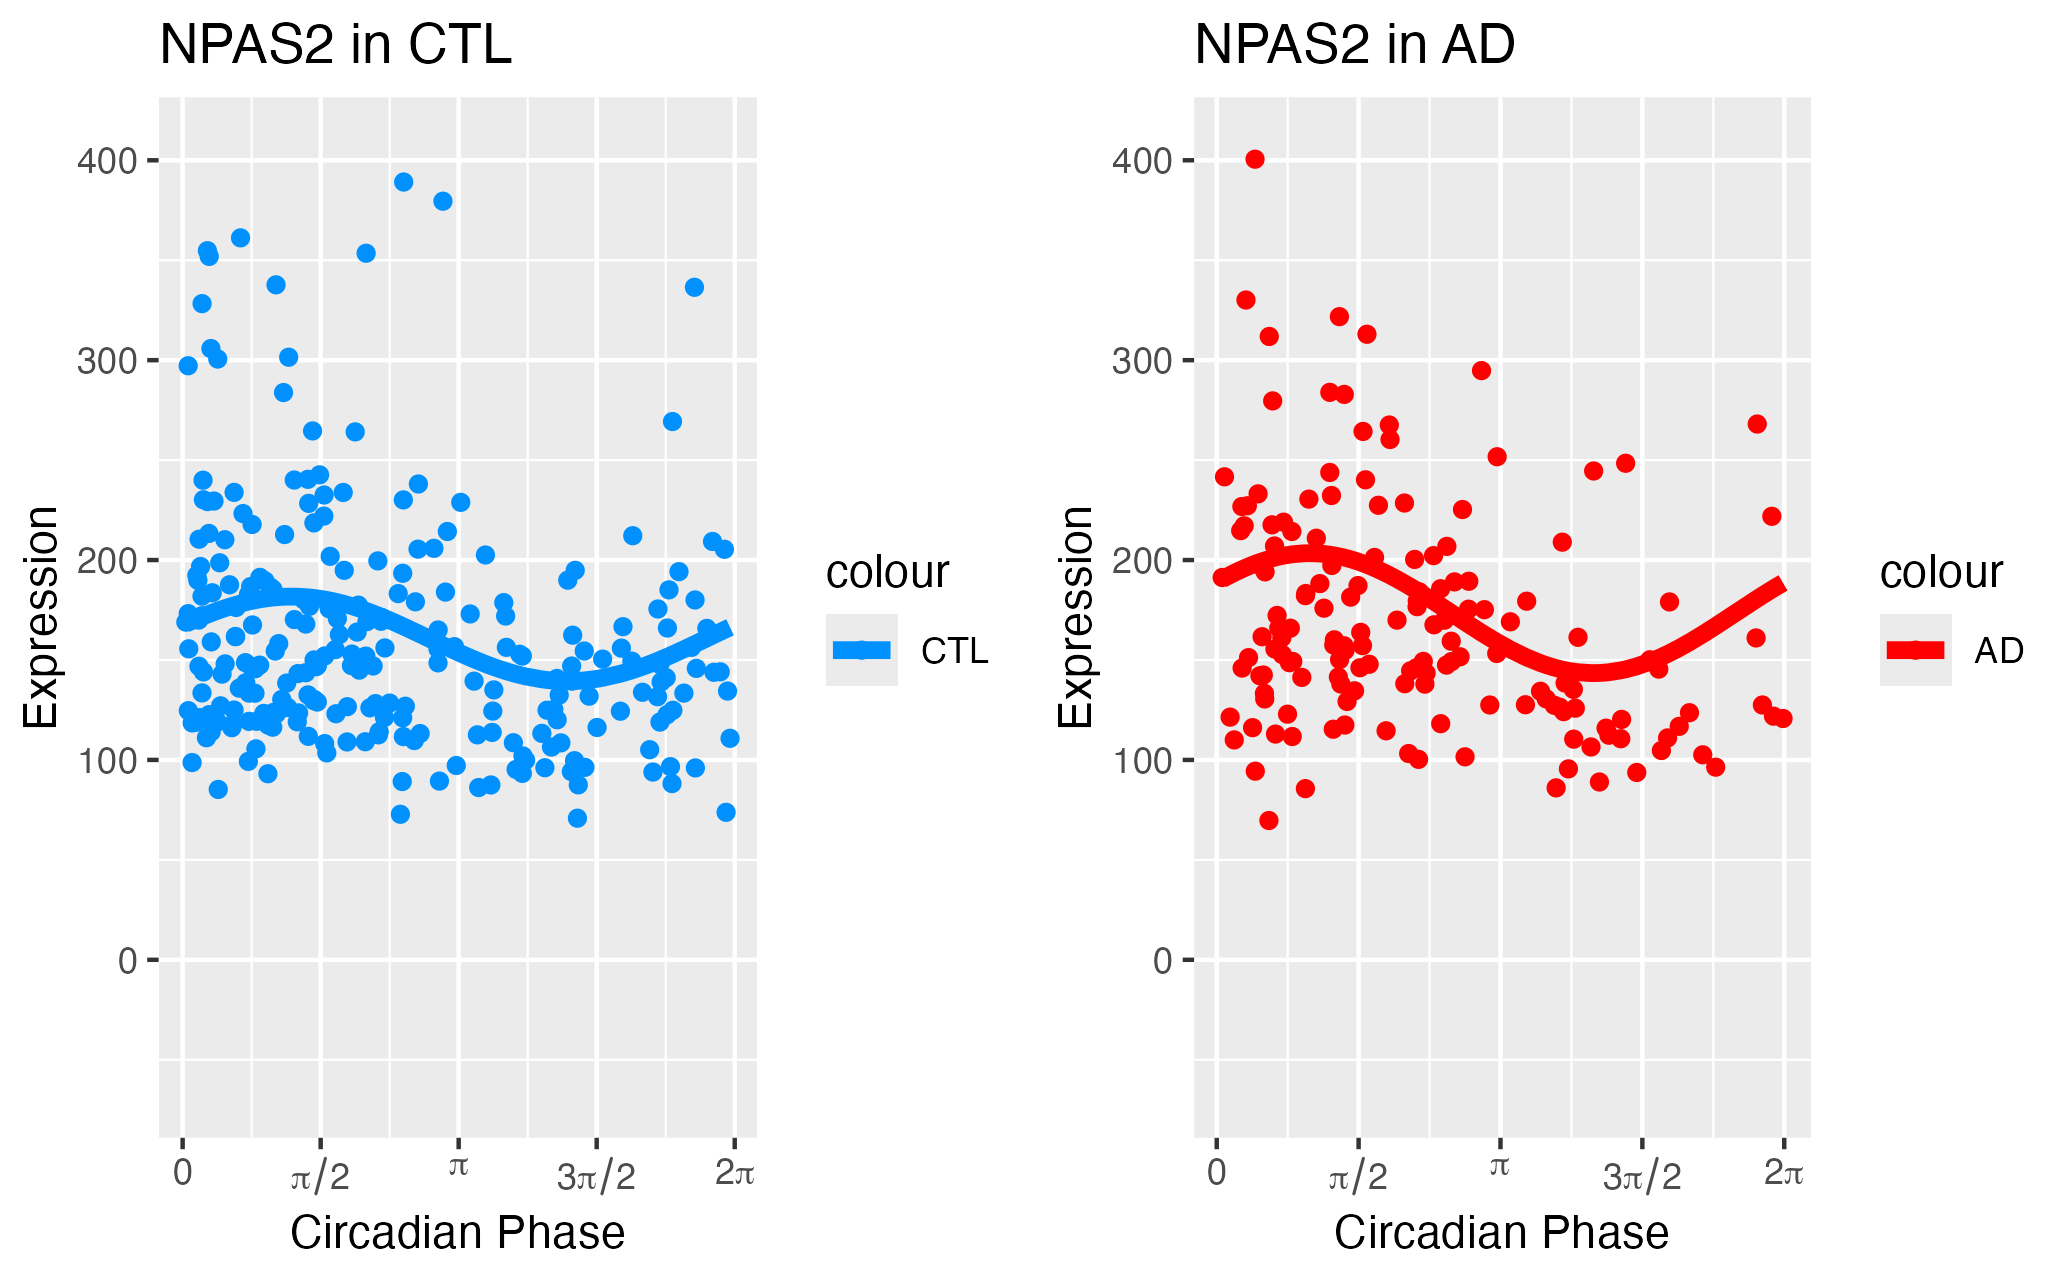 NPAS2 in CTL
Expression
400
300
200
100
0
0 π/2 π 3π/2 2π
Circadian Phase
colour
CTL
NPAS2 in AD
Expression
400
300
200
100
0
0 π/2 π 3π/2 2π
Circadian Phase
colour
AD